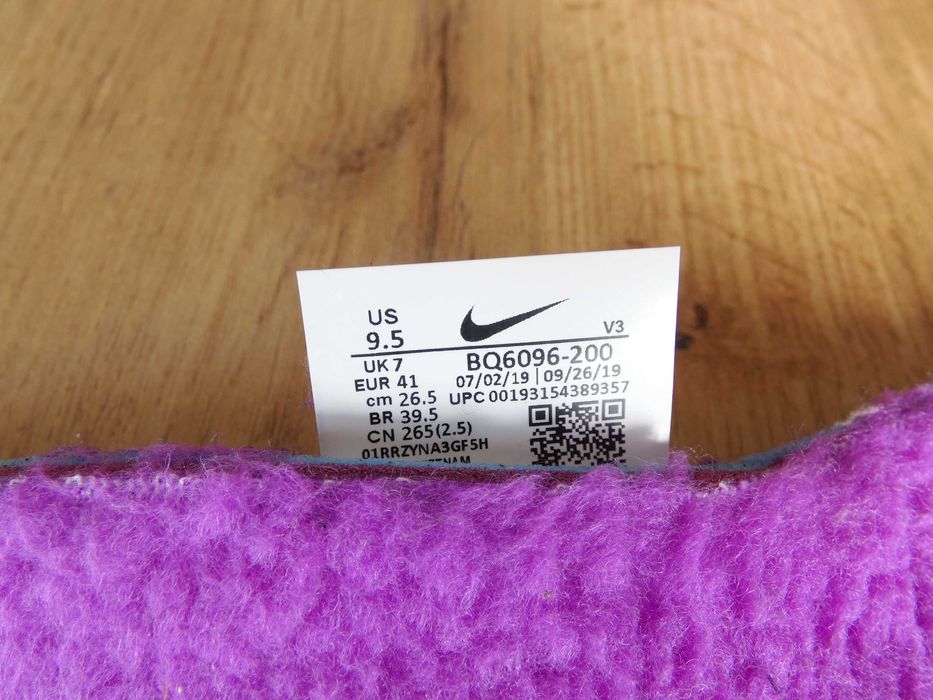 US
9.5
V3
UK 7
BQ6096-200
EUR 41
07/02/19 | 09/26/19
cm 26.5
UPC 00193154389357
BR 39.5
CN 265(2.5)
01RRZYNA3GF5H